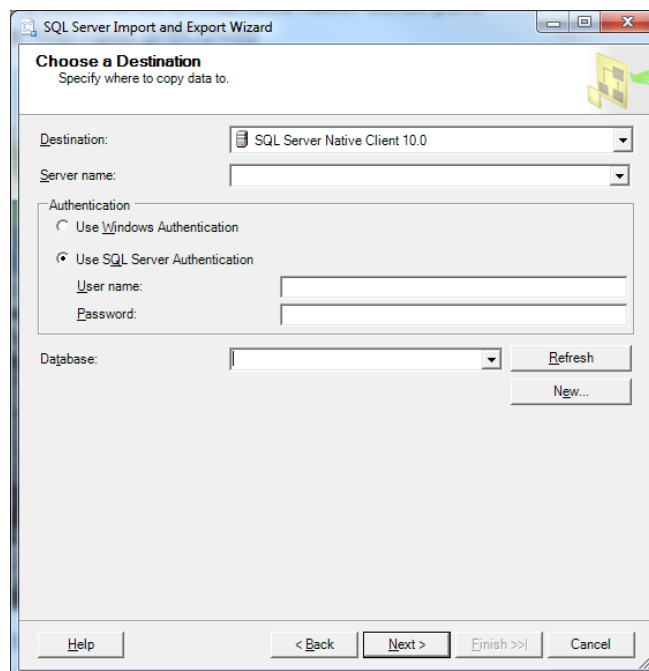 SQL Server Import and Export Wizard
Choose a Destination
Specify where to copy data to.
Destination:
SQL Server Native Client 10.0
Server name:
Authentication
Use Windows Authentication
Use SQL Server Authentication
User name:
Password:
Database:
Refresh
New...
Help
< Back
Next >
Finish >>|
Cancel